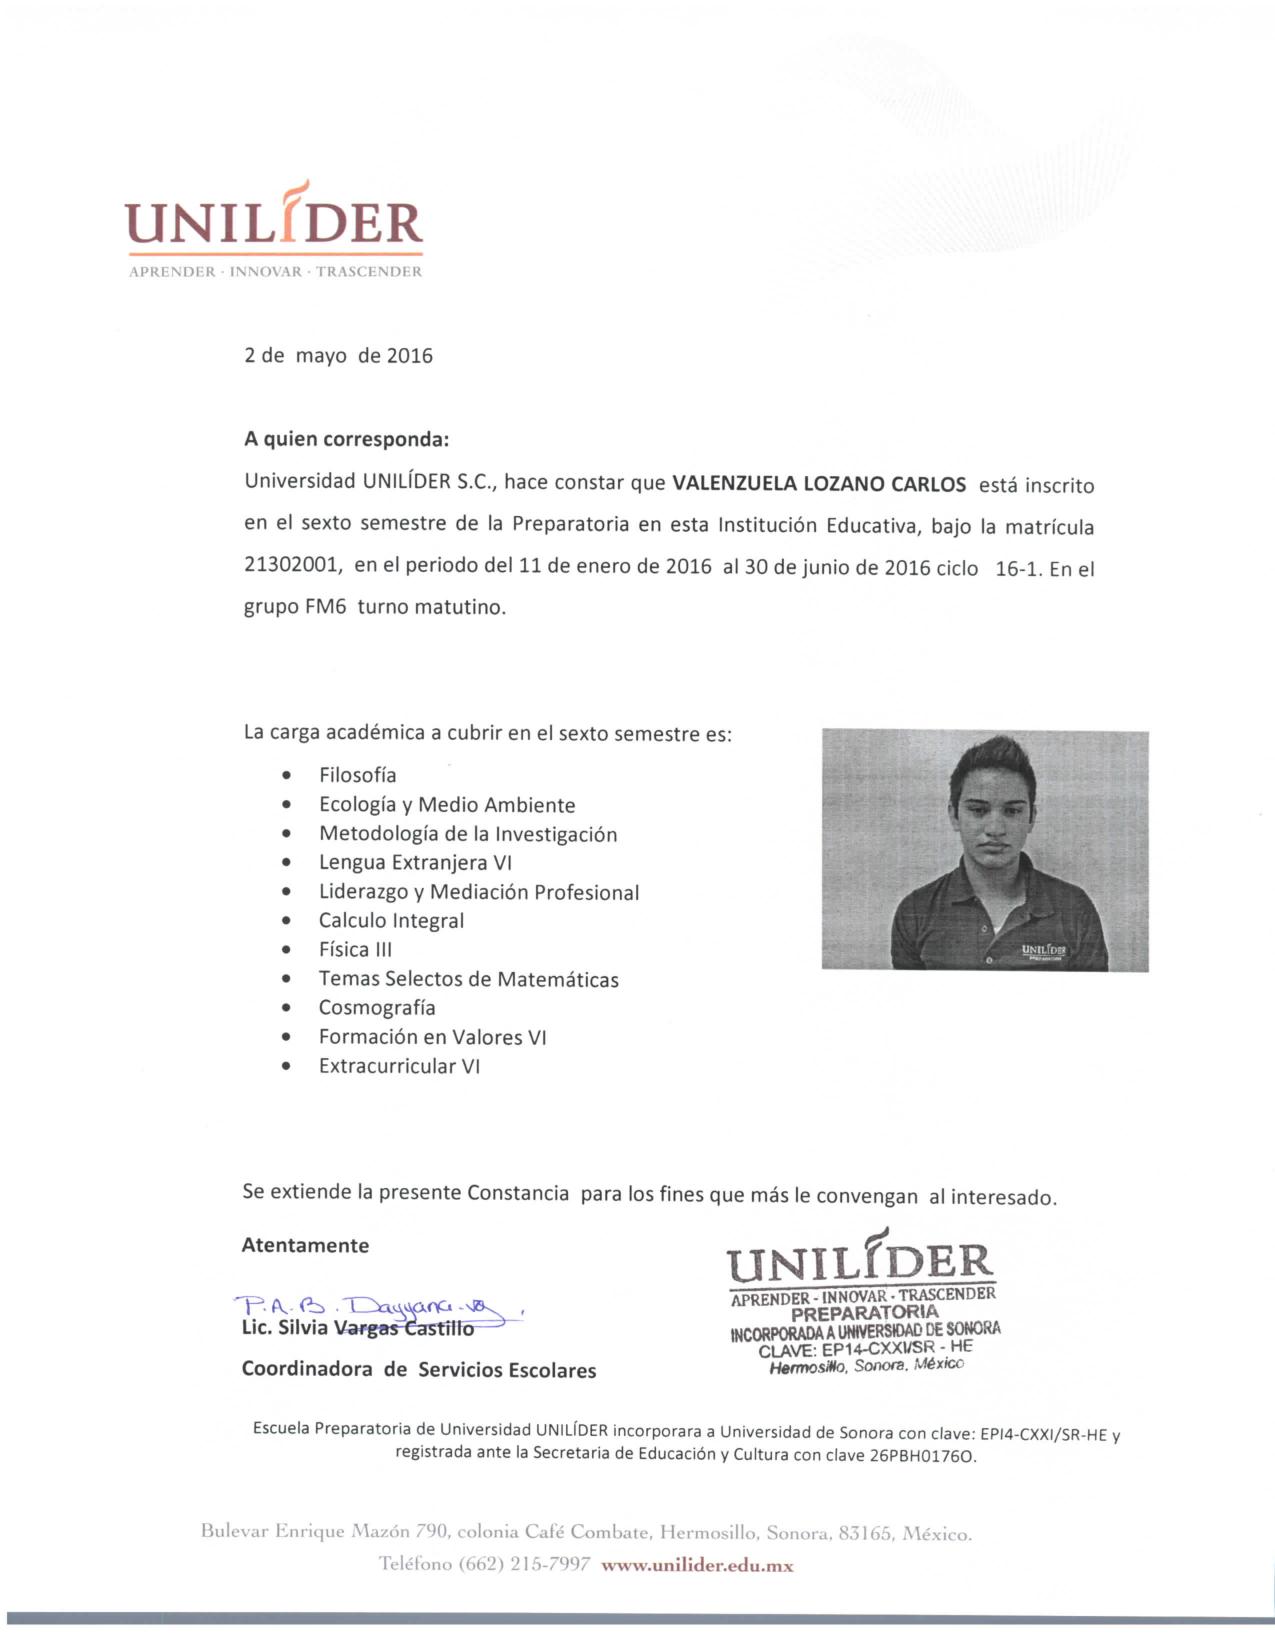 UNILÍDER
APRENDER · INNOVAR · TRASCENDER
2 de mayo de 2016
A quien corresponda:
Universidad UNILÍDER S.C., hace constar que VALENZUELA LOZANO CARLOS está inscrito
en el sexto semestre de la Preparatoria en esta Institución Educativa, bajo la matrícula
21302001, en el periodo del 11 de enero de 2016 al 30 de junio de 2016 ciclo 16-1. En el
grupo FM6 turno matutino.
La carga académica a cubrir en el sexto semestre es:
• Filosofía
• Ecología y Medio Ambiente
• Metodología de la Investigación
• Lengua Extranjera VI
• Liderazgo y Mediación Profesional
• Calculo Integral
• Física III
• Temas Selectos de Matemáticas
• Cosmografía
• Formación en Valores VI
• Extracurricular VI
UNILÍDER
Se extiende la presente Constancia para los fines que más le convengan al interesado.
Atentamente
P.A.B. Dayyana
Lic. Silvia Vargas Castillo
Coordinadora de Servicios Escolares
UNILÍDER
APRENDER - INNOVAR - TRASCENDER
PREPARATORIA
INCORPORADA A UNIVERSIDAD DE SONORA
CLAVE: EP14-CXXI/SR - HE
Hermosillo, Sonora, México
Escuela Preparatoria de Universidad UNILÍDER incorporara a Universidad de Sonora con clave: EPI4-CXXI/SR-HE y
registrada ante la Secretaria de Educación y Cultura con clave 26PBH0176O.
Bulevar Enrique Mazón 790, colonia Café Combate, Hermosillo, Sonora, 83165, México.
Teléfono (662) 215-7997 www.unilider.edu.mx